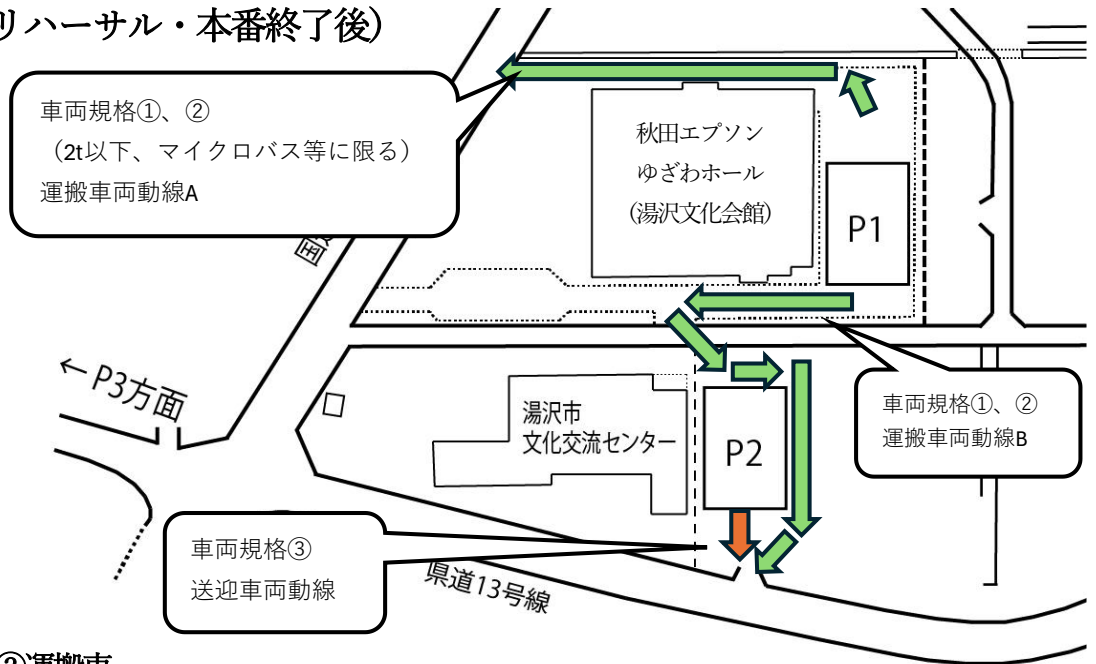 リハーサル・本番終了後）
車両規格①、②
（2t以下、マイクロバス等に限る）
運搬車両動線A
秋田エプソン
ゆざわホール
(湯沢文化会館)
P1
国
←P3方面
湯沢市
文化交流センター
P2
車両規格①、②
運搬車両動線B
車両規格③
送迎車両動線
県道13号線
②運搬車